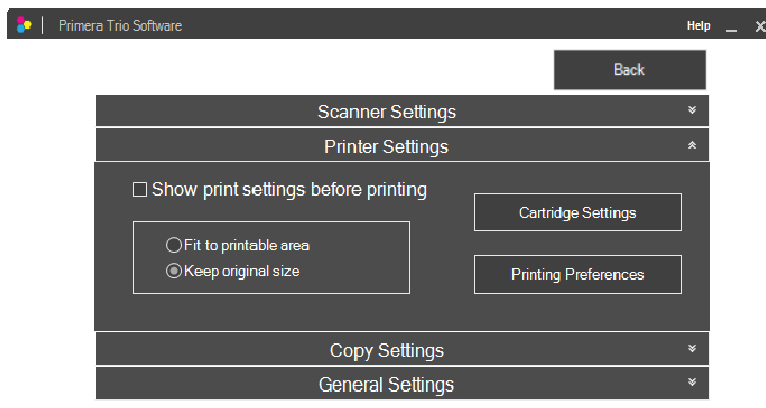 Primera Trio Software Help
Back
Scanner Settings
Printer Settings
Show print settings before printing
Cartridge Settings
Fit to printable area
Keep original size
Printing Preferences
Copy Settings
General Settings